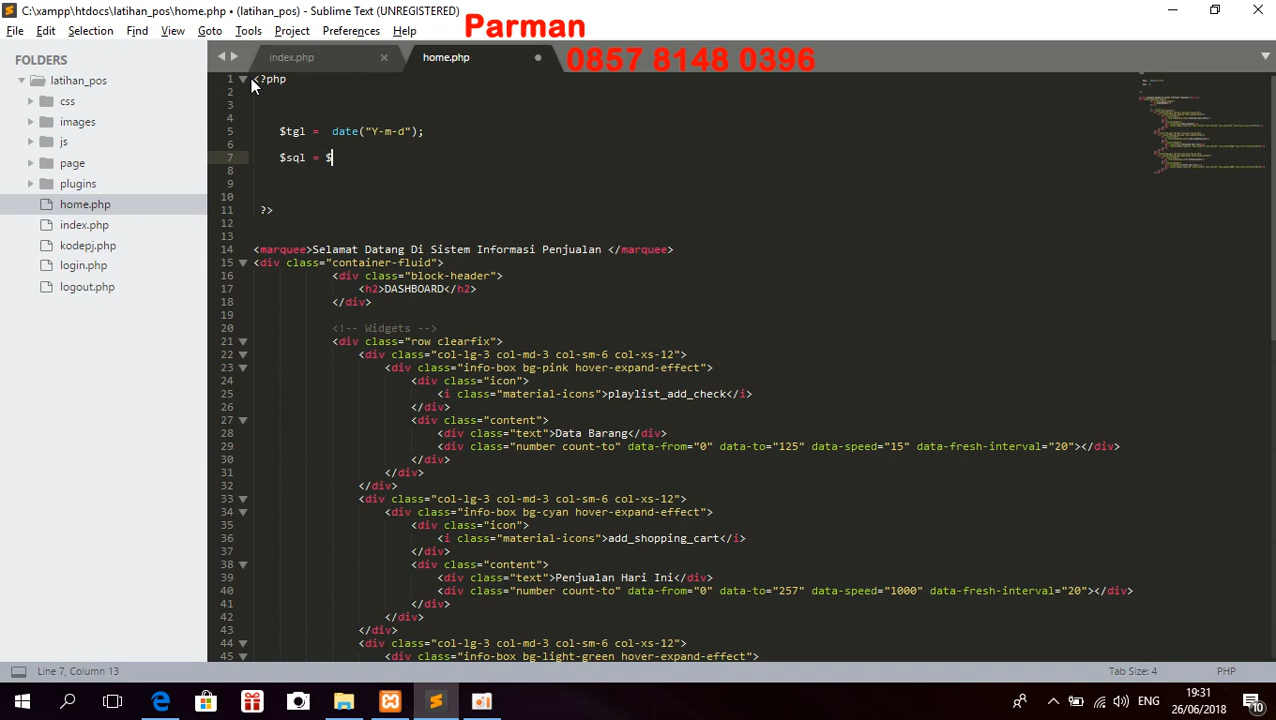 C:\xampp\htdocs\latihan_pos\home.php • (latihan_pos) - Sublime Text (UNREGISTERED)
Parman
File Edit Selection Find View Goto Tools Project Preferences Help
0857 8148 0396
FOLDERS
latihan_pos
css
images
js
page
plugins
home.php
index.php
kodepj.php
login.php
logout.php
index.php × home.php
1 <?php
2
3
4
5 $tgl =  date("Y-m-d");
6
7 $sql = $
8
9
10
11 ?>
12
13
14 <marquee>Selamat Datang Di Sistem Informasi Penjualan </marquee>
15 <div class="container-fluid">
16 <div class="block-header">
17 <h2>DASHBOARD</h2>
18 </div>
19
20 <!-- Widgets -->
21 <div class="row clearfix">
22 <div class="col-lg-3 col-md-3 col-sm-6 col-xs-12">
23 <div class="info-box bg-pink hover-expand-effect">
24 <div class="icon">
25 <i class="material-icons">playlist_add_check</i>
26 </div>
27 <div class="content">
28 <div class="text">Data Barang</div>
29 <div class="number count-to" data-from="0" data-to="125" data-speed="15" data-fresh-interval="20"></div>
30 </div>
31 </div>
32 </div>
33 <div class="col-lg-3 col-md-3 col-sm-6 col-xs-12">
34 <div class="info-box bg-cyan hover-expand-effect">
35 <div class="icon">
36 <i class="material-icons">add_shopping_cart</i>
37 </div>
38 <div class="content">
39 <div class="text">Penjualan Hari Ini</div>
40 <div class="number count-to" data-from="0" data-to="257" data-speed="1000" data-fresh-interval="20"></div>
41 </div>
42 </div>
43 </div>
44 <div class="col-lg-3 col-md-3 col-sm-6 col-xs-12">
45 <div class="info-box bg-light-green hover-expand-effect">
Line 7, Column 13 Tab Size: 4 PHP
ENG 19:31
26/06/2018
10